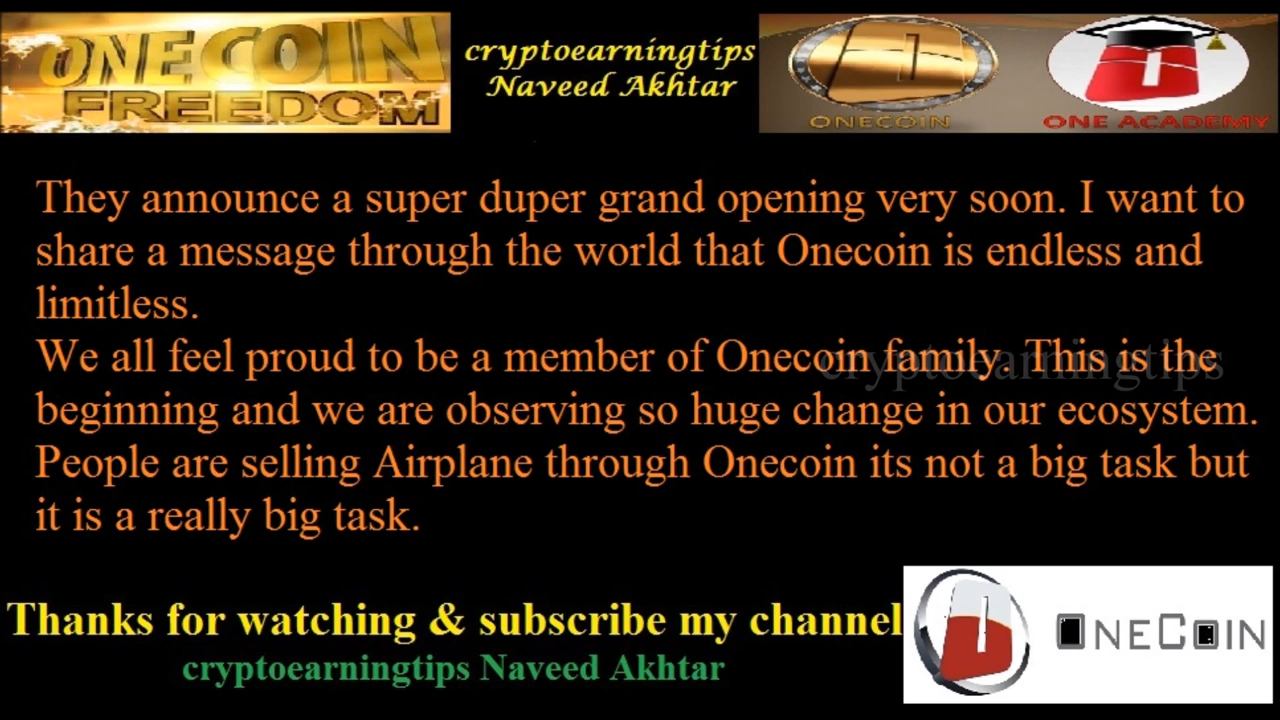 ONE COIN
FREEDOM
cryptoearningtips
Naveed Akhtar
ONECOIN
ONE ACADEMY
They announce a super duper grand opening very soon. I want to
share a message through the world that Onecoin is endless and
limitless.
We all feel proud to be a member of Onecoin family. This is the
cryptoearningtips
beginning and we are observing so huge change in our ecosystem.
People are selling Airplane through Onecoin its not a big task but
it is a really big task.
Thanks for watching & subscribe my channel
cryptoearningtips Naveed Akhtar
ONECOIN